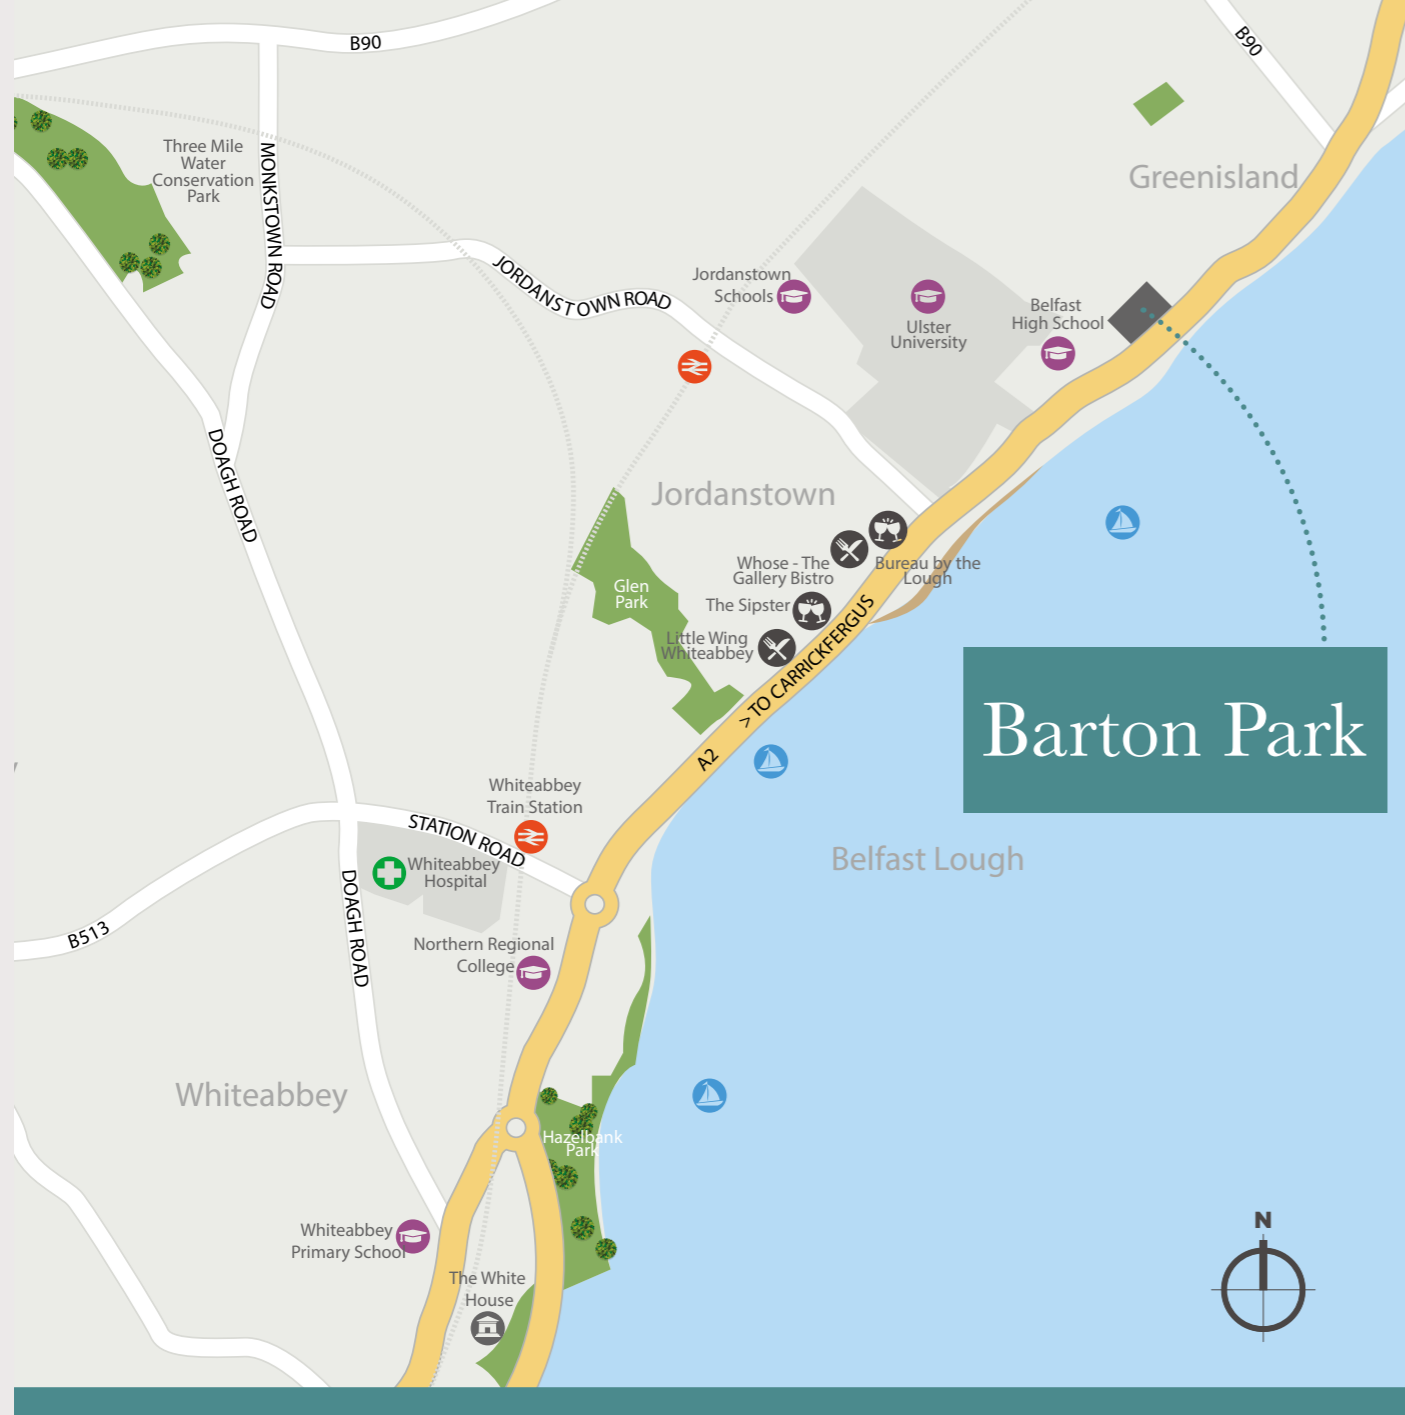 B90
B90
Three Mile
Water
Conservation
Park
MONKSTOWN ROAD
Greenisland
JORDANSTOWN ROAD
Jordanstown
Schools
Ulster
University
Belfast
High School
DOAGH ROAD
Jordanstown
Whose - The
Gallery Bistro
Bureau by the
Lough
Glen
Park
The Sipster
Little Wing
Whiteabbey
> TO CARRICKFERGUS
A2
Barton Park
Whiteabbey
Train Station
STATION ROAD
Whiteabbey
Hospital
Belfast Lough
DOAGH ROAD
B513
Northern Regional
College
Whiteabbey
Hazelbank
Park
Whiteabbey
Primary School
The White
House
N